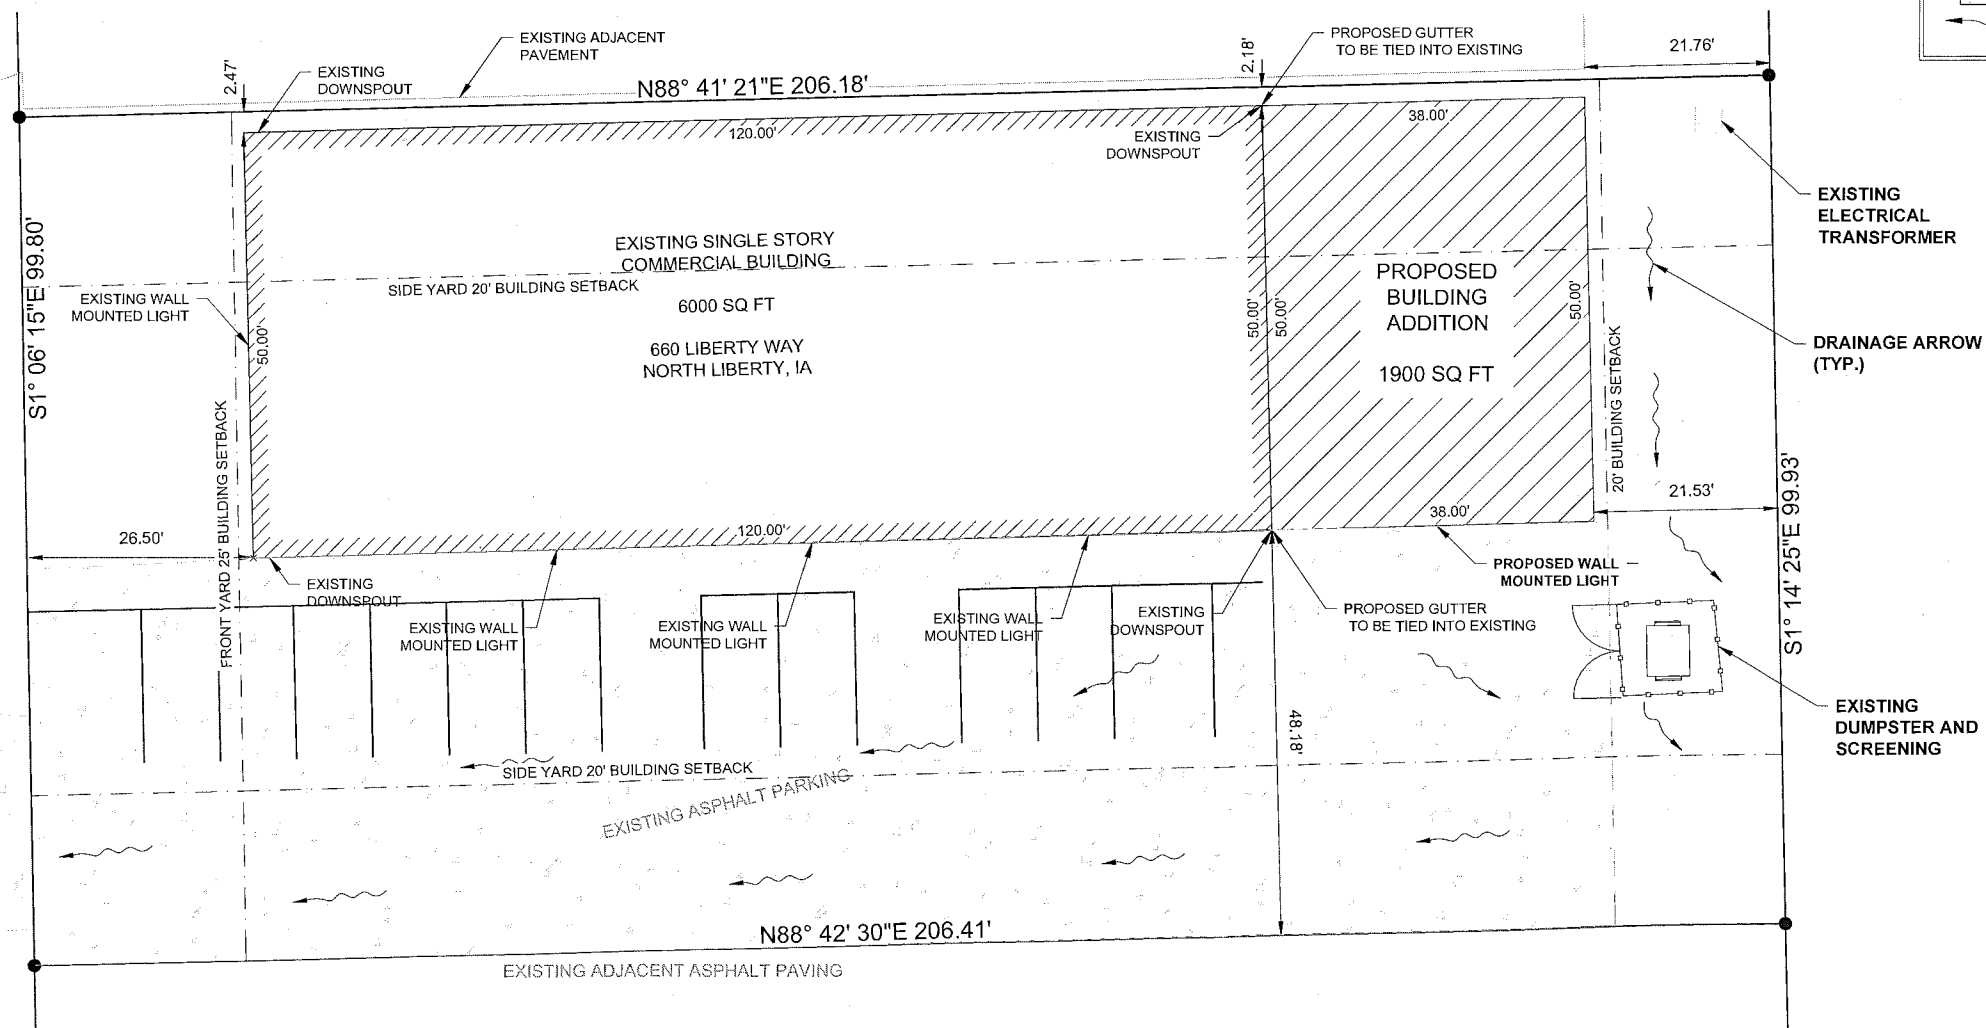 EXISTING ADJACENT
PAVEMENT
PROPOSED GUTTER
TO BE TIED INTO EXISTING
21.76'
2.47'
EXISTING
DOWNSPOUT
N88° 41' 21"E 206.18'
2.18'
120.00'
EXISTING
DOWNSPOUT
38.00'
EXISTING
ELECTRICAL
TRANSFORMER
S1° 06' 15"E 99.80'
EXISTING SINGLE STORY
COMMERCIAL BUILDING
SIDE YARD 20' BUILDING SETBACK
6000 SQ FT
660 LIBERTY WAY
NORTH LIBERTY, IA
EXISTING WALL
MOUNTED LIGHT
50.00'
50.00'
50.00'
PROPOSED
BUILDING
ADDITION
1900 SQ FT
50.00'
20' BUILDING SETBACK
DRAINAGE ARROW
(TYP.)
FRONT YARD 25' BUILDING SETBACK
26.50'
120.00'
38.00'
21.53'
S1° 14' 25"E 99.93'
EXISTING
DOWNSPOUT
PROPOSED WALL
MOUNTED LIGHT
EXISTING WALL
MOUNTED LIGHT
EXISTING WALL
MOUNTED LIGHT
EXISTING WALL
MOUNTED LIGHT
EXISTING
DOWNSPOUT
PROPOSED GUTTER
TO BE TIED INTO EXISTING
48.18'
EXISTING
DUMPSTER AND
SCREENING
SIDE YARD 20' BUILDING SETBACK
EXISTING ASPHALT PARKING
N88° 42' 30"E 206.41'
EXISTING ADJACENT ASPHALT PAVING